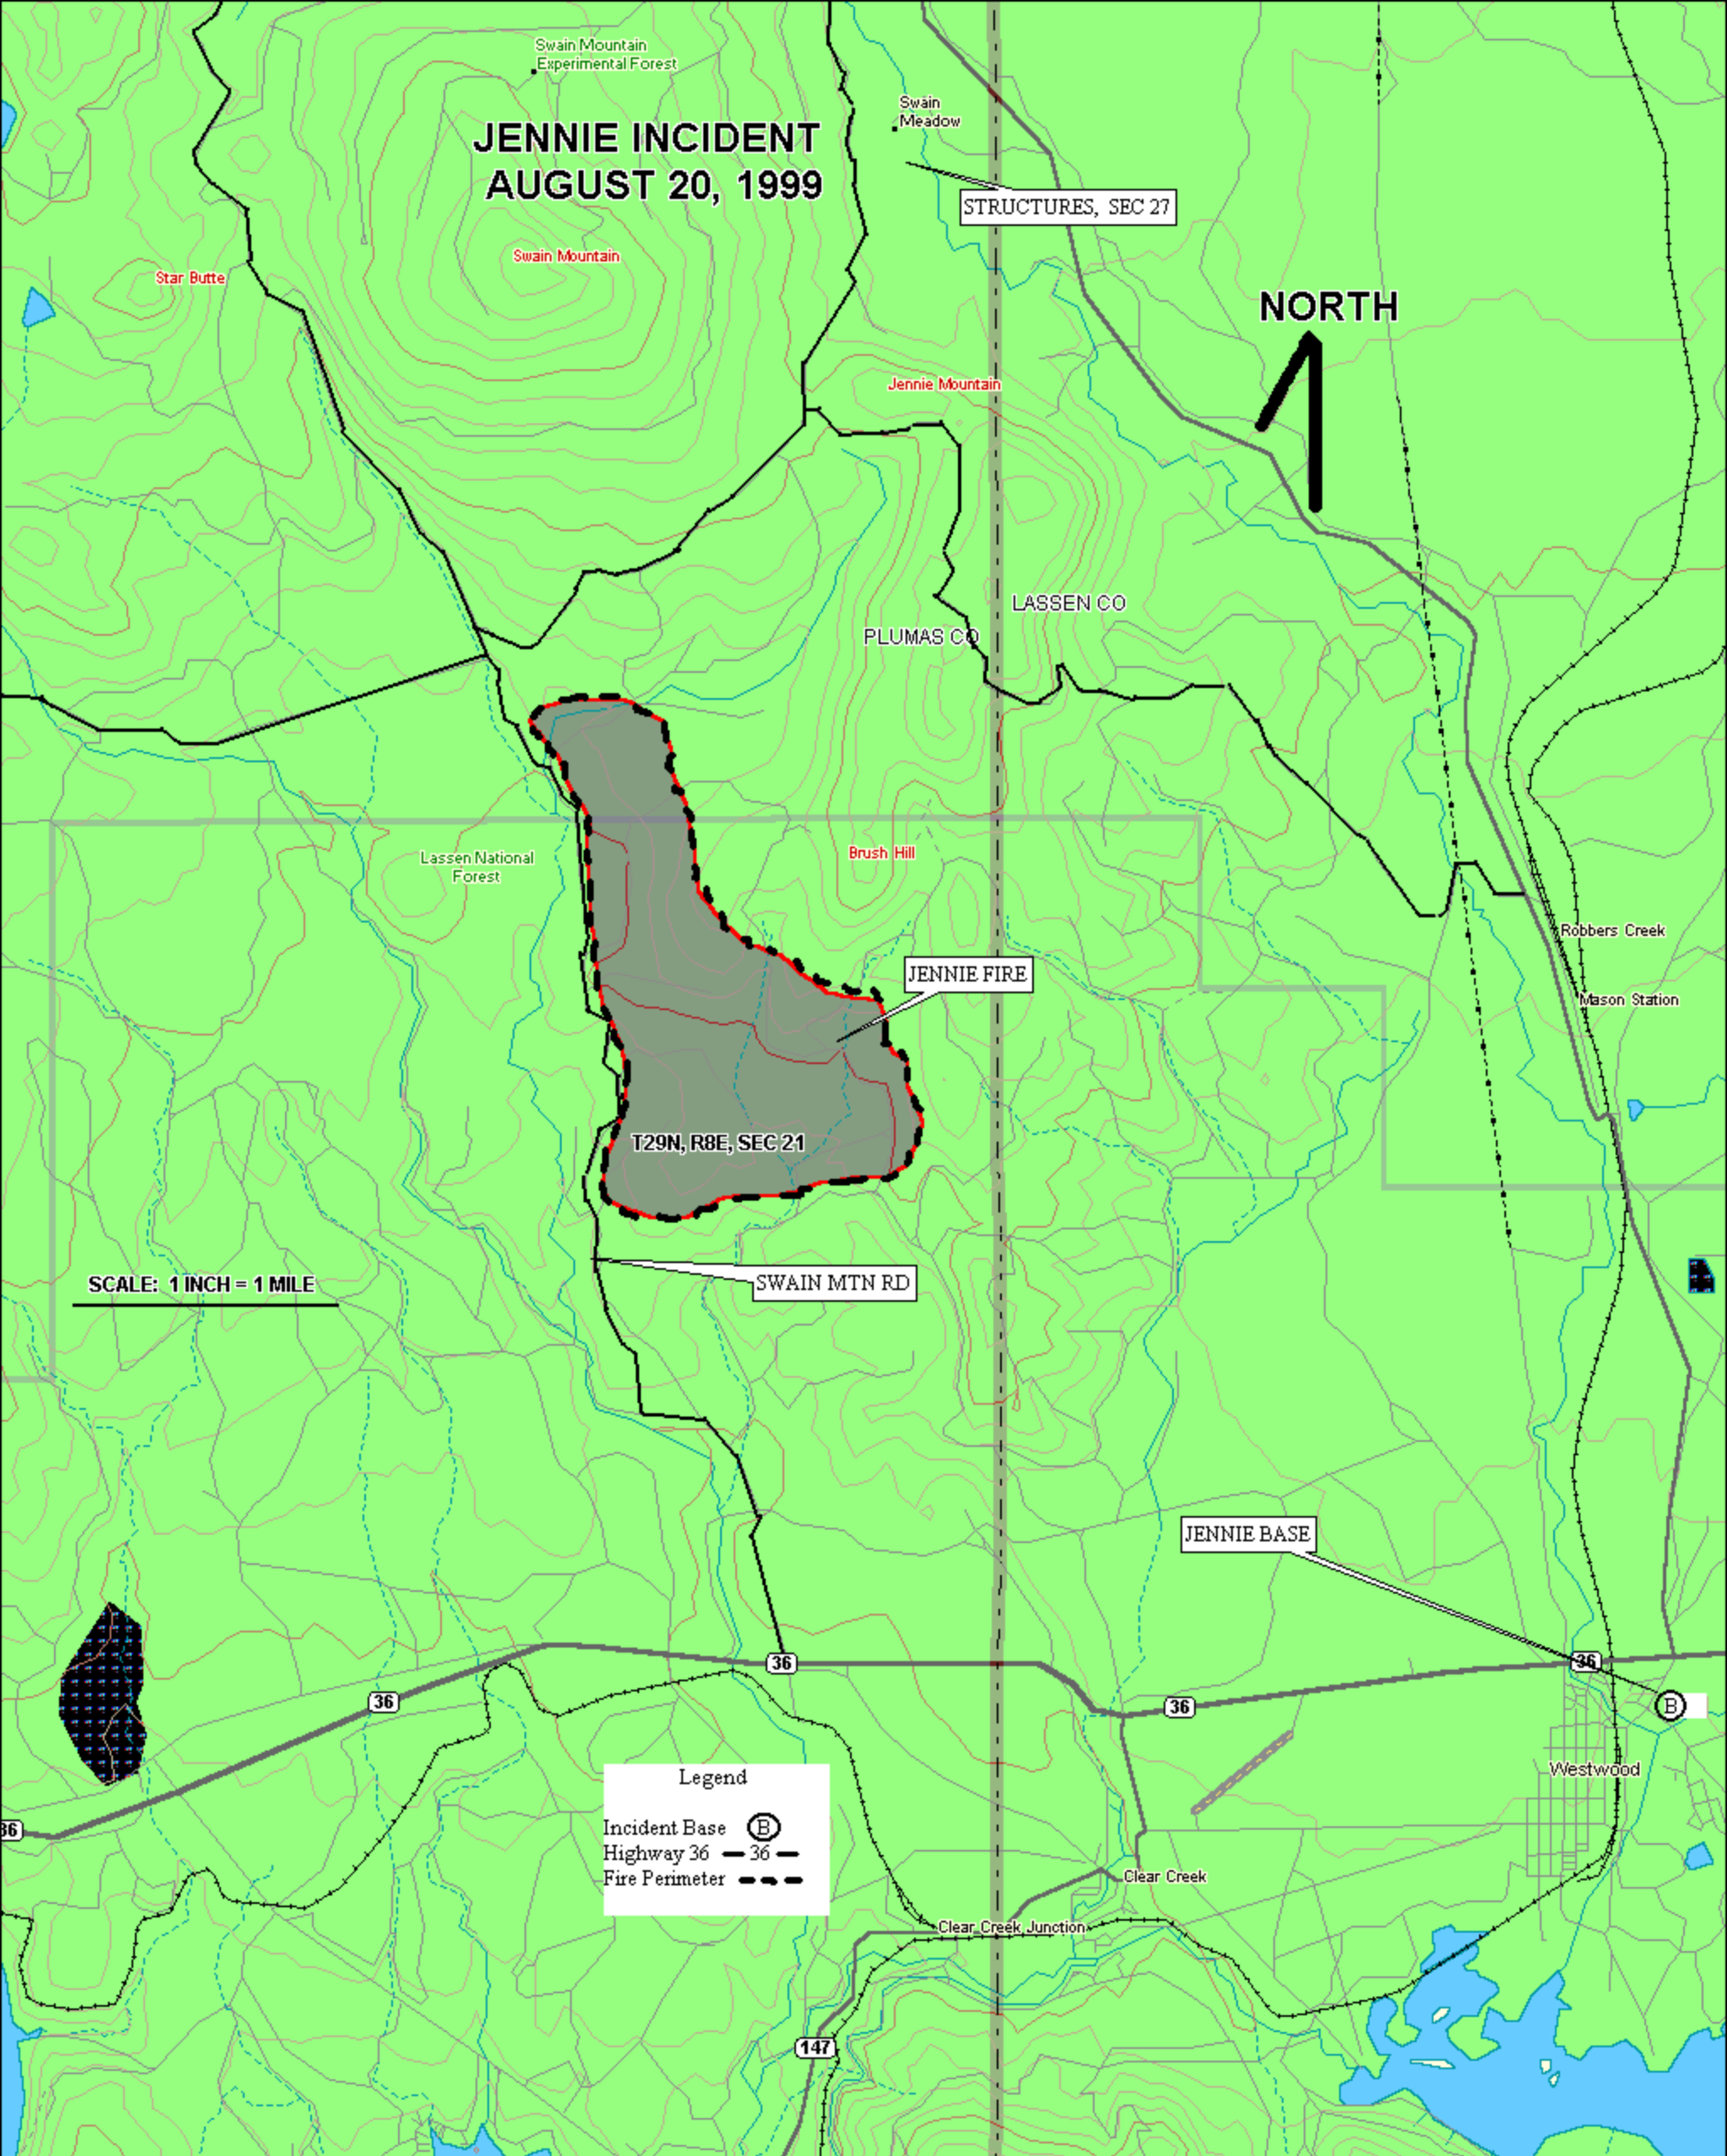 Swain Mountain
Experimental Forest
JENNIE INCIDENT
AUGUST 20, 1999
Swain
Meadow
STRUCTURES, SEC 27
Swain Mountain
Star Butte
NORTH
Jennie Mountain
LASSEN CO
PLUMAS CO
Lassen National
Forest
Brush Hill
Robbers Creek
JENNIE FIRE
Mason Station
T29N, R8E, SEC 21
SCALE: 1 INCH = 1 MILE
SWAIN MTN RD
JENNIE BASE
36
36
36
36
B
Westwood
Legend
Incident Base B
Highway 36 36
Fire Perimeter
36
Clear Creek
Clear Creek Junction
147